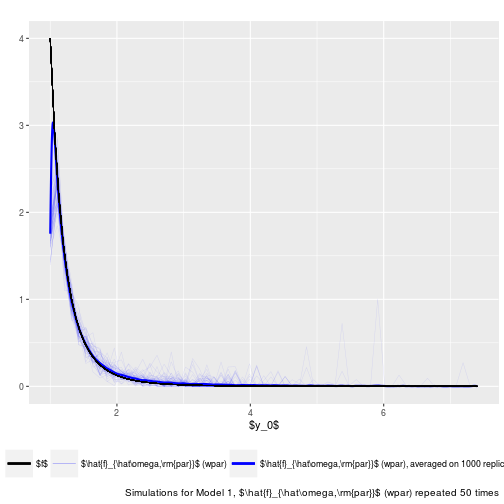 4
3
2
1
0
2 4 6
$y_0$
$f$ $\hat{f}_{\hat\omega,\rm{par}}$ (wpar) $\hat{f}_{\hat\omega,\rm{par}}$ (wpar), averaged on 1000 replic
Simulations for Model 1, $\hat{f}_{\hat\omega,\rm{par}}$ (wpar) repeated 50 times